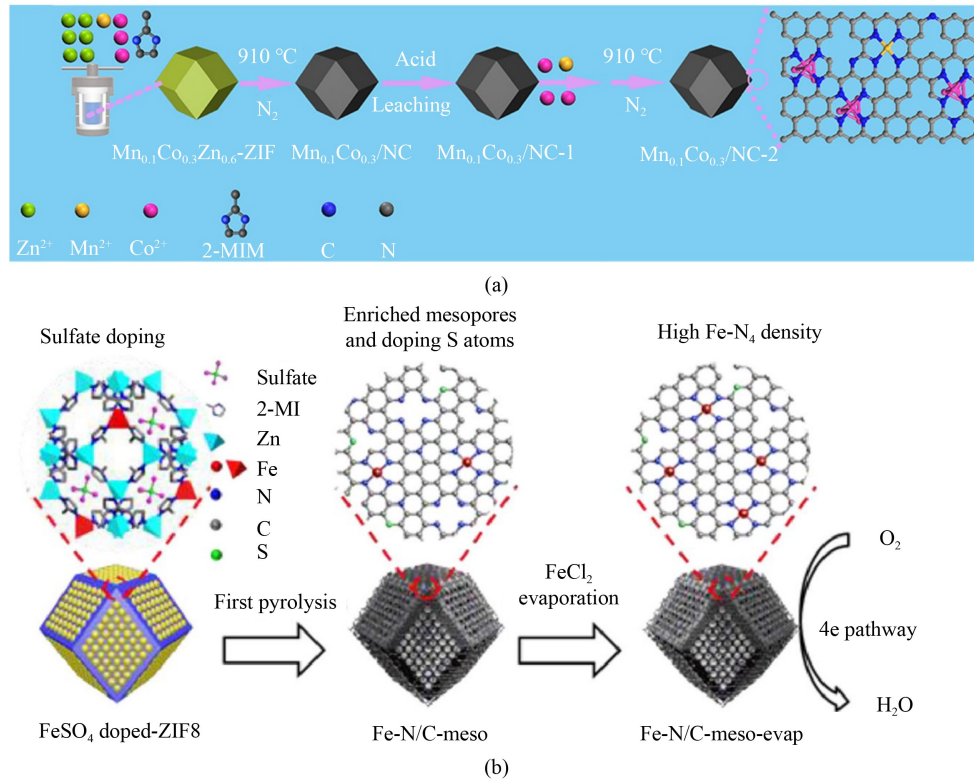 910 °C
N₂
Acid
Leaching
910 °C
N₂
Mn₀.₁Co₀.₃Zn₀.₆-ZIF
Mn₀.₁Co₀.₃/NC
Mn₀.₁Co₀.₃/NC-1
Mn₀.₁Co₀.₃/NC-2
Zn²⁺
Mn²⁺
Co²⁺
2-MIM
C
N
(a)
Sulfate doping
Enriched mesopores
and doping S atoms
High Fe-N₄ density
Sulfate
2-MI
Zn
Fe
N
C
S
First pyrolysis
FeCl₂
evaporation
O₂
4e pathway
H₂O
FeSO₄ doped-ZIF8
Fe-N/C-meso
Fe-N/C-meso-evap
(b)